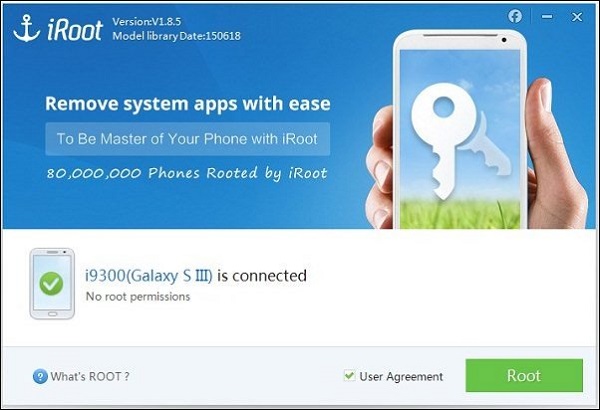 iRoot
Version:V1.8.5
Model library Date:150618
Remove system apps with ease
To Be Master of Your Phone with iRoot
80,000,000 Phones Rooted by iRoot
i9300(Galaxy S III) is connected
No root permissions
? What's ROOT ?
User Agreement
Root